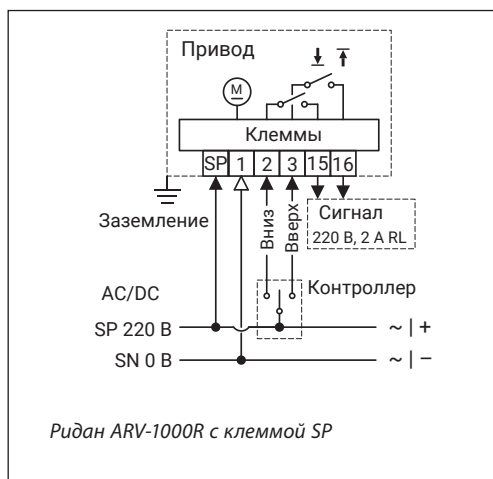 Привод
M
Клеммы
SP 1 2 3 15 16
Заземление
Вниз
Вверх
Сигнал
220 В, 2 A RL
AC/DC
Контроллер
SP 220 В
~ | +
SN 0 В
~ | −
Ридан ARV-1000R с клеммой SP